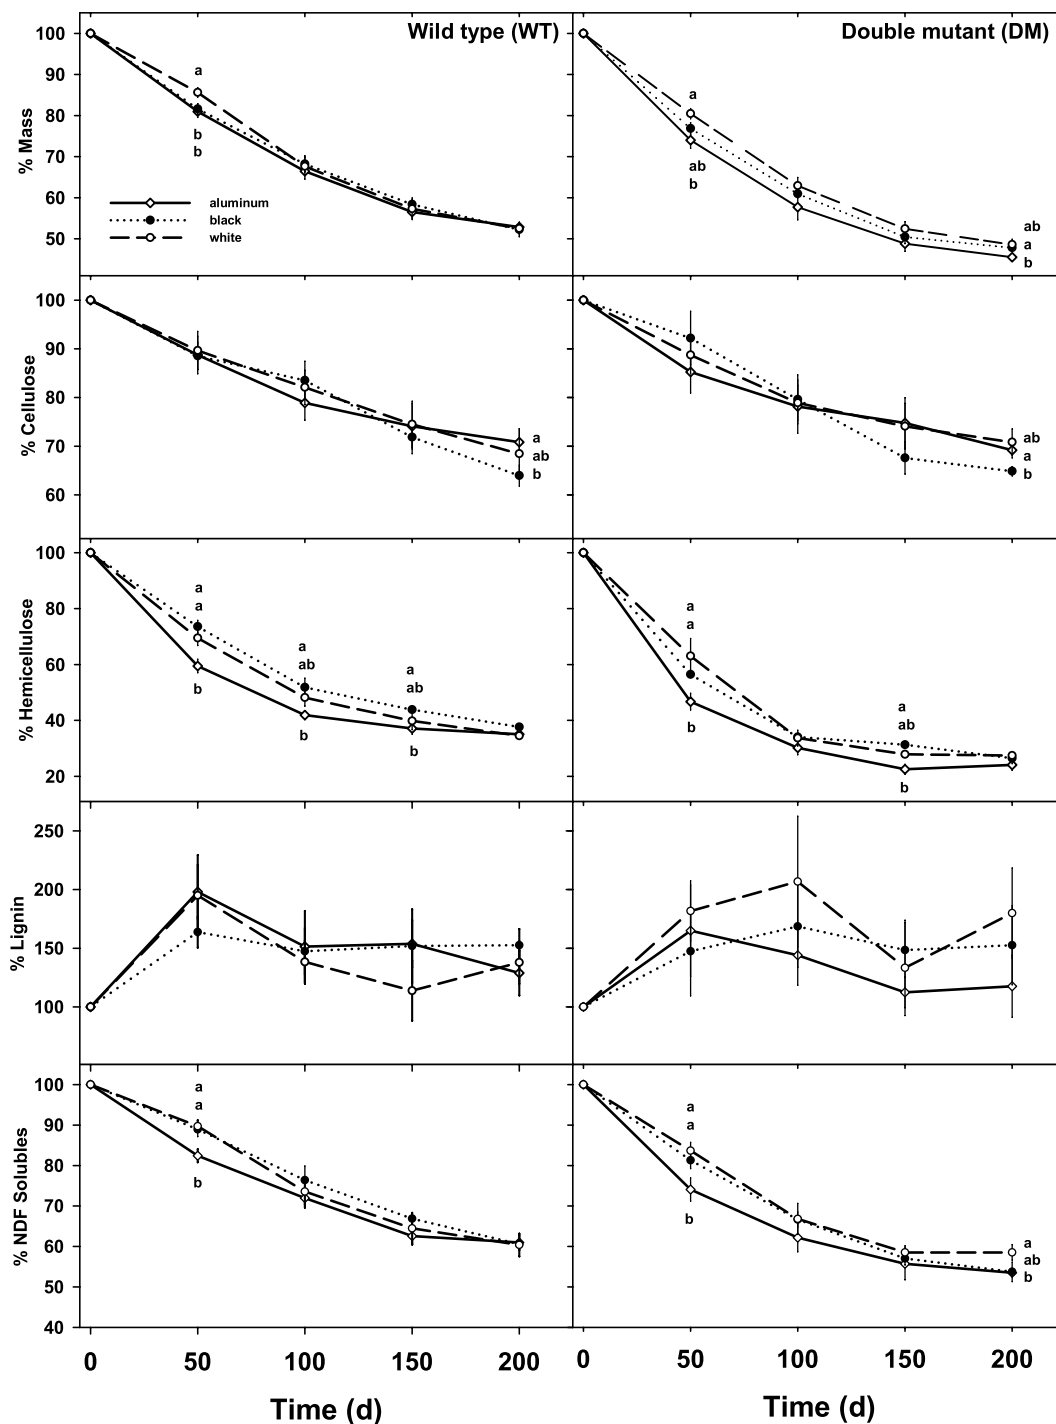 Wild type (WT)
Double mutant (DM)
% Mass
100
90
80
70
60
50
a
b
b
aluminum
black
white
a
ab
b
ab
a
b
% Cellulose
100
90
80
70
60
a
ab
b
ab
a
b
% Hemicellulose
100
80
60
40
20
a
a
b
a
ab
b
a
ab
b
a
a
b
a
ab
b
% Lignin
250
200
150
100
% NDF Solubles
100
90
80
70
60
50
40
a
a
b
a
a
b
a
ab
b
0
50
100
150
200
0
50
100
150
200
Time (d)
Time (d)